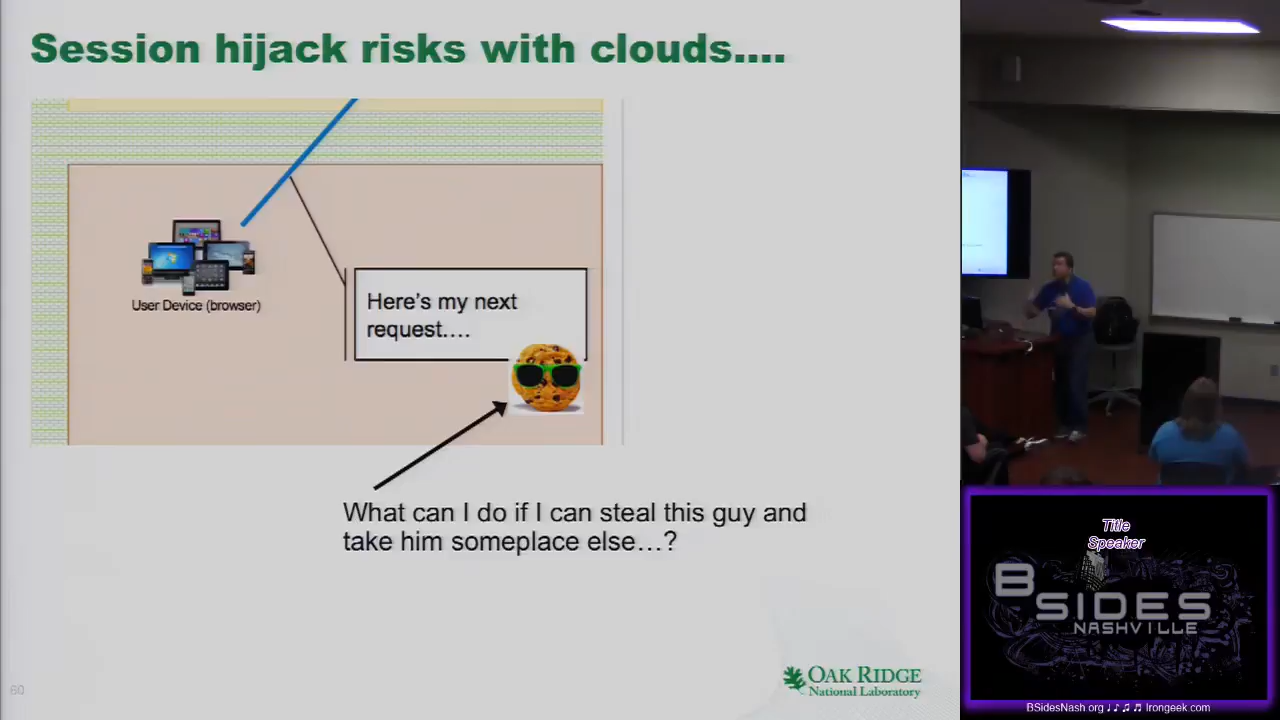 Session hijack risks with clouds....
User Device (browser)
Here's my next
request....
What can I do if I can steal this guy and
take him someplace else...?
60
OAK RIDGE
National Laboratory
Title
Speaker
BSIDES
NASHVILLE
BSidesNash.org ♩ ♪ ♫ ♬ Irongeek.com